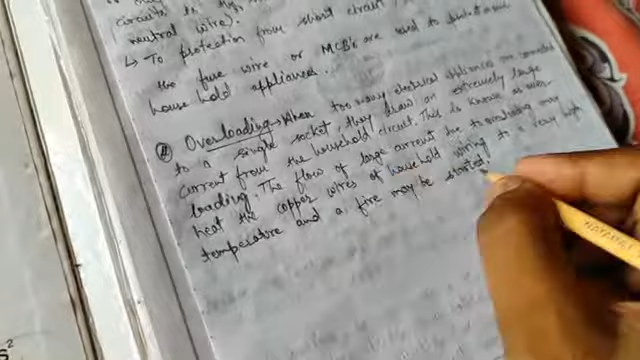 (circuits
neutral wire).
↳ To protection from short circuit
the fuse wire or MCB's are used to
house hold appliances.
(#) Overloading → When too many electrical appliances are connected
to a single socket, they draw an extremely large
current from the household circuit. This is known as over-
loading. The flow of large current due to overloading may
heat the copper wires of household wiring to a very high
temperature and a fire may be started.
NATARAJ
s²